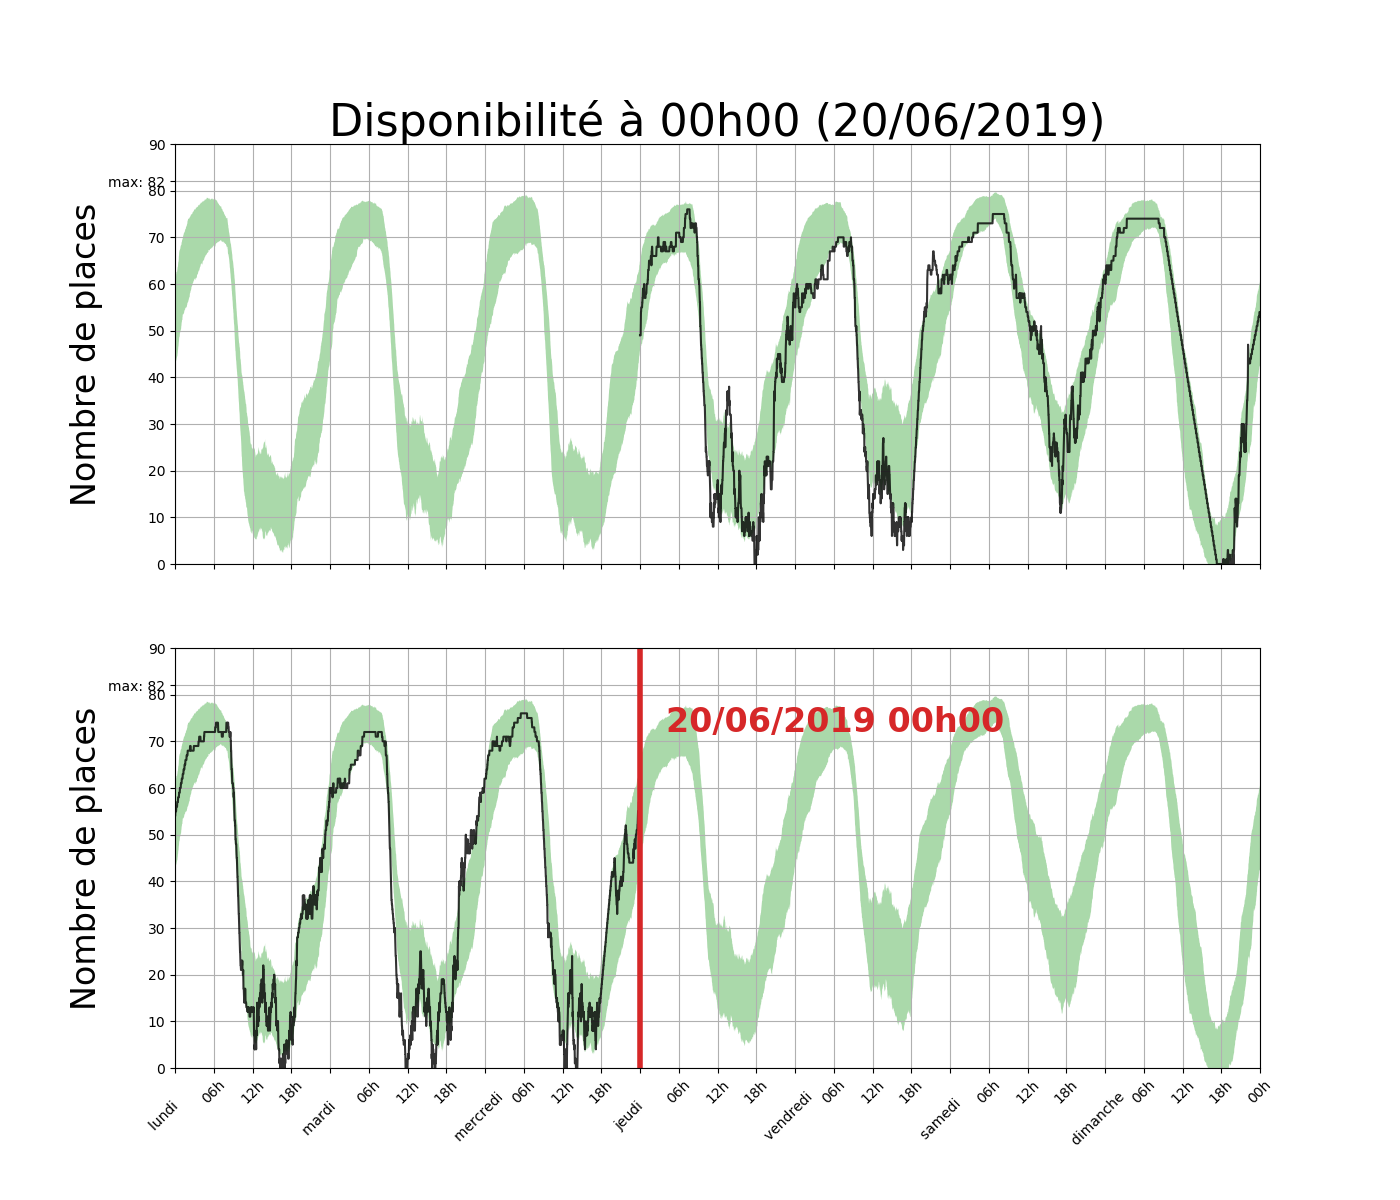 Disponibilité à 00h00 (20/06/2019)
90
max: 82
80
70
60
50
40
30
20
10
0
Nombre de places
90
max: 82
80
70
60
50
40
30
20
10
0
Nombre de places
20/06/2019 00h00
lundi 06h 12h 18h mardi 06h 12h 18h mercredi 06h 12h 18h jeudi 06h 12h 18h vendredi 06h 12h 18h samedi 06h 12h 18h dimanche 06h 12h 18h 00h